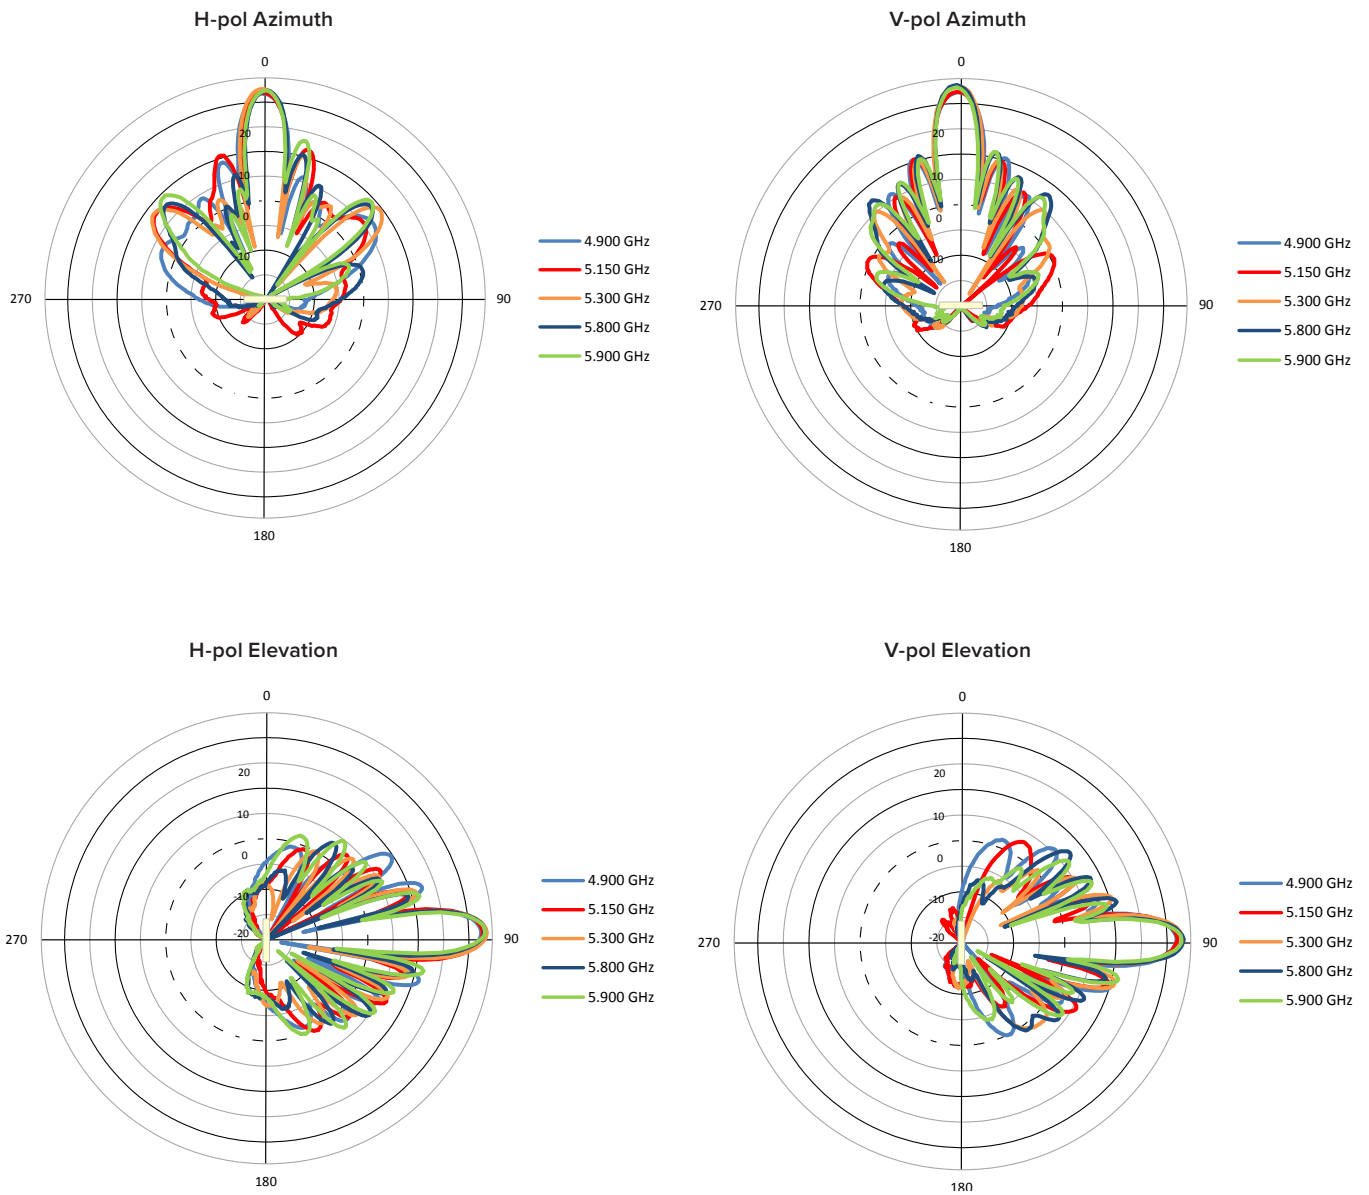 H-pol Azimuth
0
20
10
0
10
270
90
180
4.900 GHz
5.150 GHz
5.300 GHz
5.800 GHz
5.900 GHz
V-pol Azimuth
0
20
10
0
-10
270
90
180
4.900 GHz
5.150 GHz
5.300 GHz
5.800 GHz
5.900 GHz
H-pol Elevation
0
20
10
0
-10
-20
270
90
180
4.900 GHz
5.150 GHz
5.300 GHz
5.800 GHz
5.900 GHz
V-pol Elevation
0
20
10
0
-10
-20
270
90
180
4.900 GHz
5.150 GHz
5.300 GHz
5.800 GHz
5.900 GHz